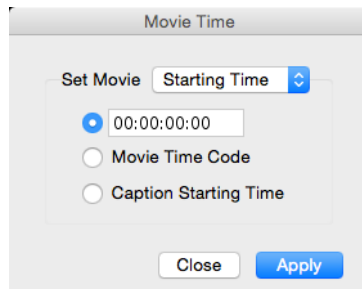 Movie Time
Set Movie Starting Time
00:00:00:00
Movie Time Code
Caption Starting Time
Close Apply